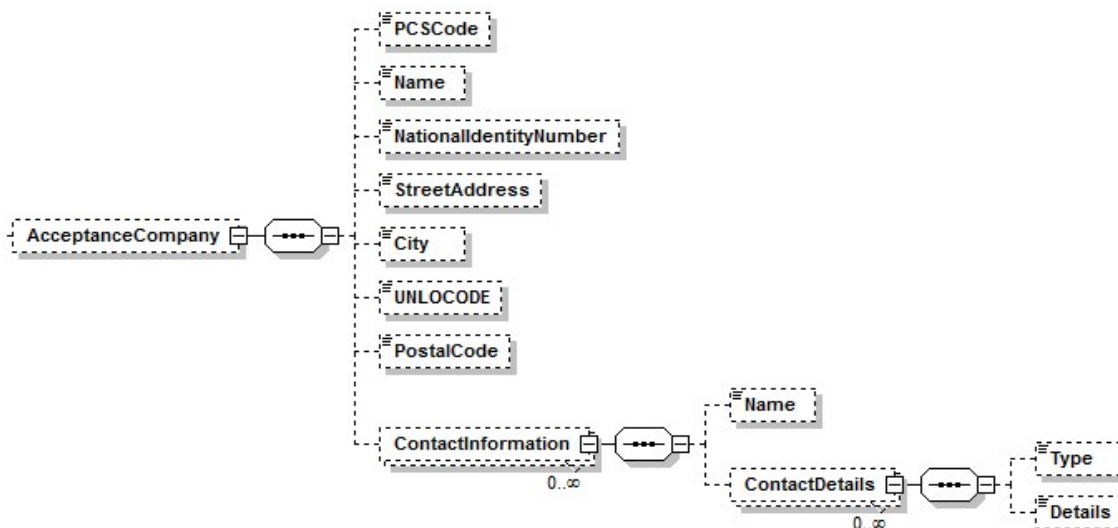 PCSCode
Name
NationalIdentityNumber
StreetAddress
AcceptanceCompany
City
UNLOCODE
PostalCode
Name
ContactInformation
0..∞
ContactDetails
0..∞
Type
Details